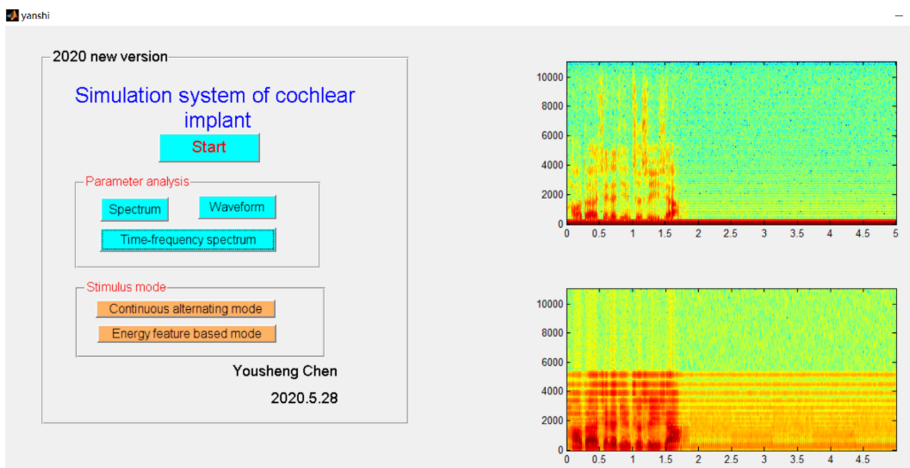 yanshi
2020 new version
Simulation system of cochlear
implant
Start
Parameter analysis
Spectrum
Waveform
Time-frequency spectrum
Stimulus mode
Continuous alternating mode
Energy feature based mode
Yousheng Chen
2020.5.28
10000
8000
6000
4000
2000
0
0 0.5 1 1.5 2 2.5 3 3.5 4 4.5 5
10000
8000
6000
4000
2000
0
0 0.5 1 1.5 2 2.5 3 3.5 4 4.5